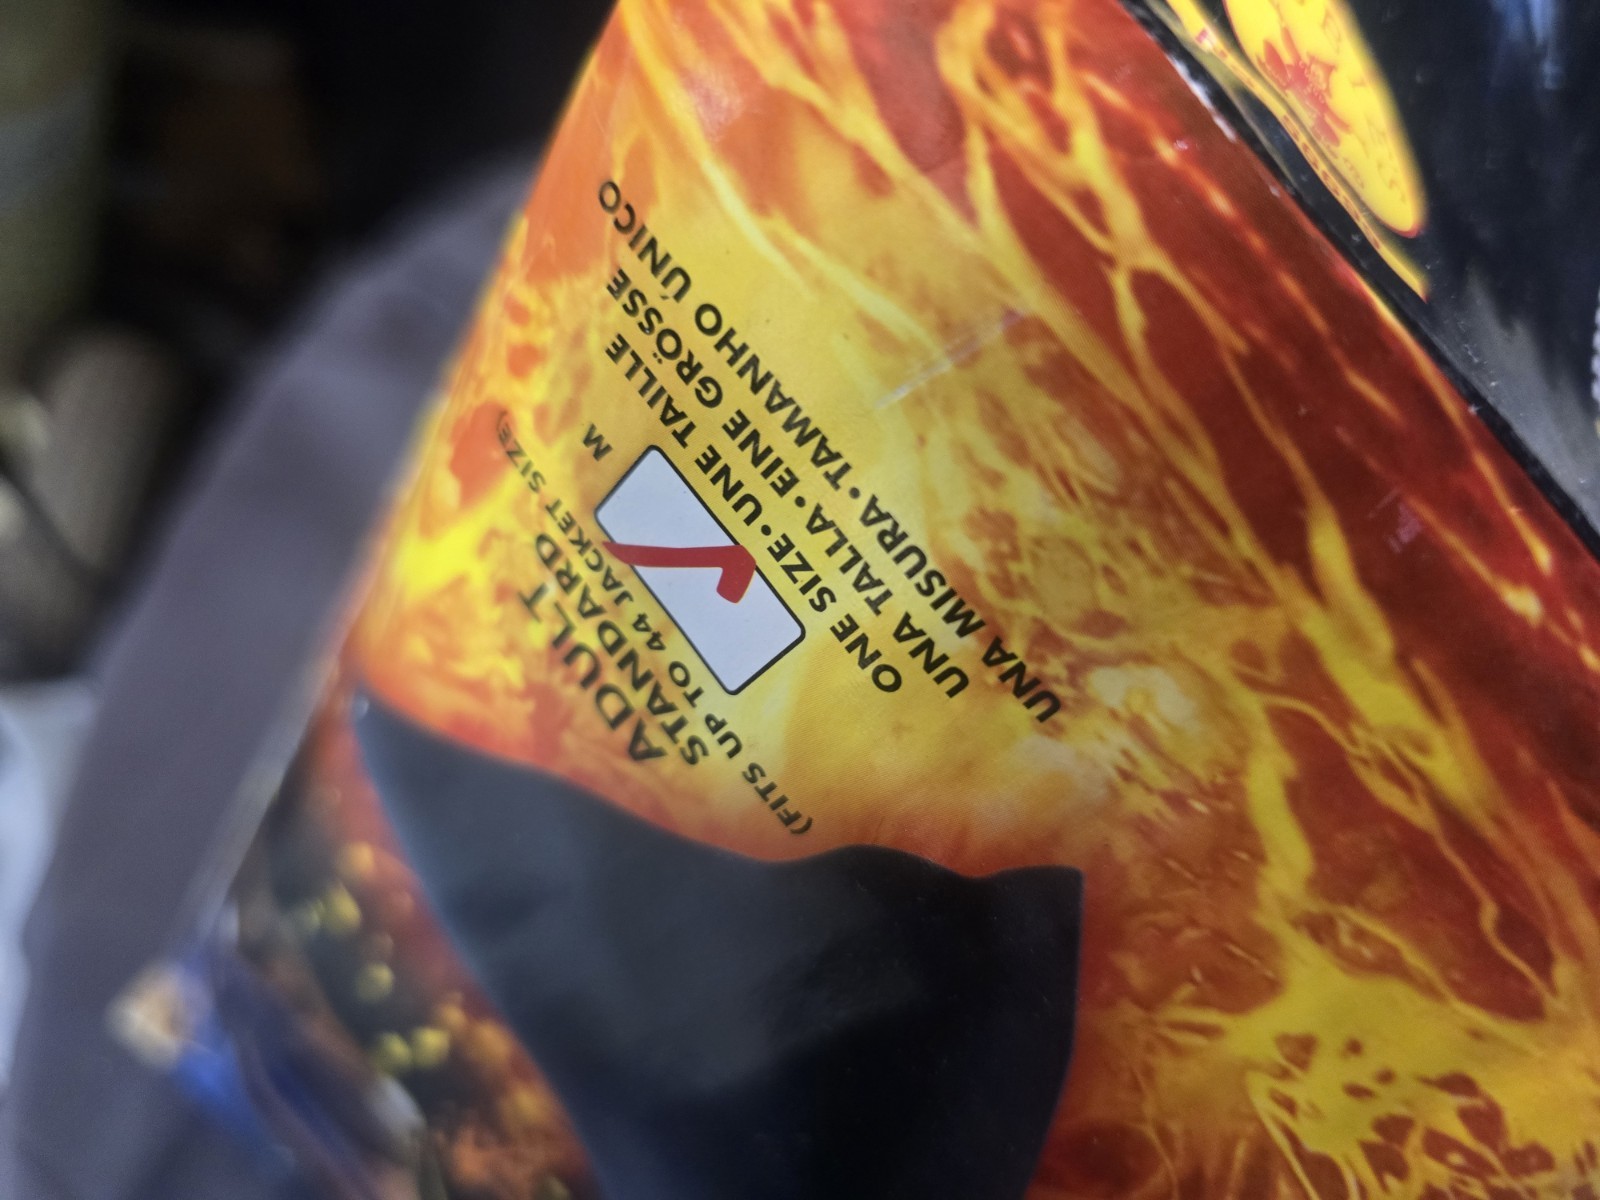 ADULT
STANDARD
(FITS UP TO 44 JACKET SIZE)
M
ONE SIZE • UNE TAILLE
UNA TALLA • EINE GRÖSSE
UNA MISURA • TAMANHO ÚNICO